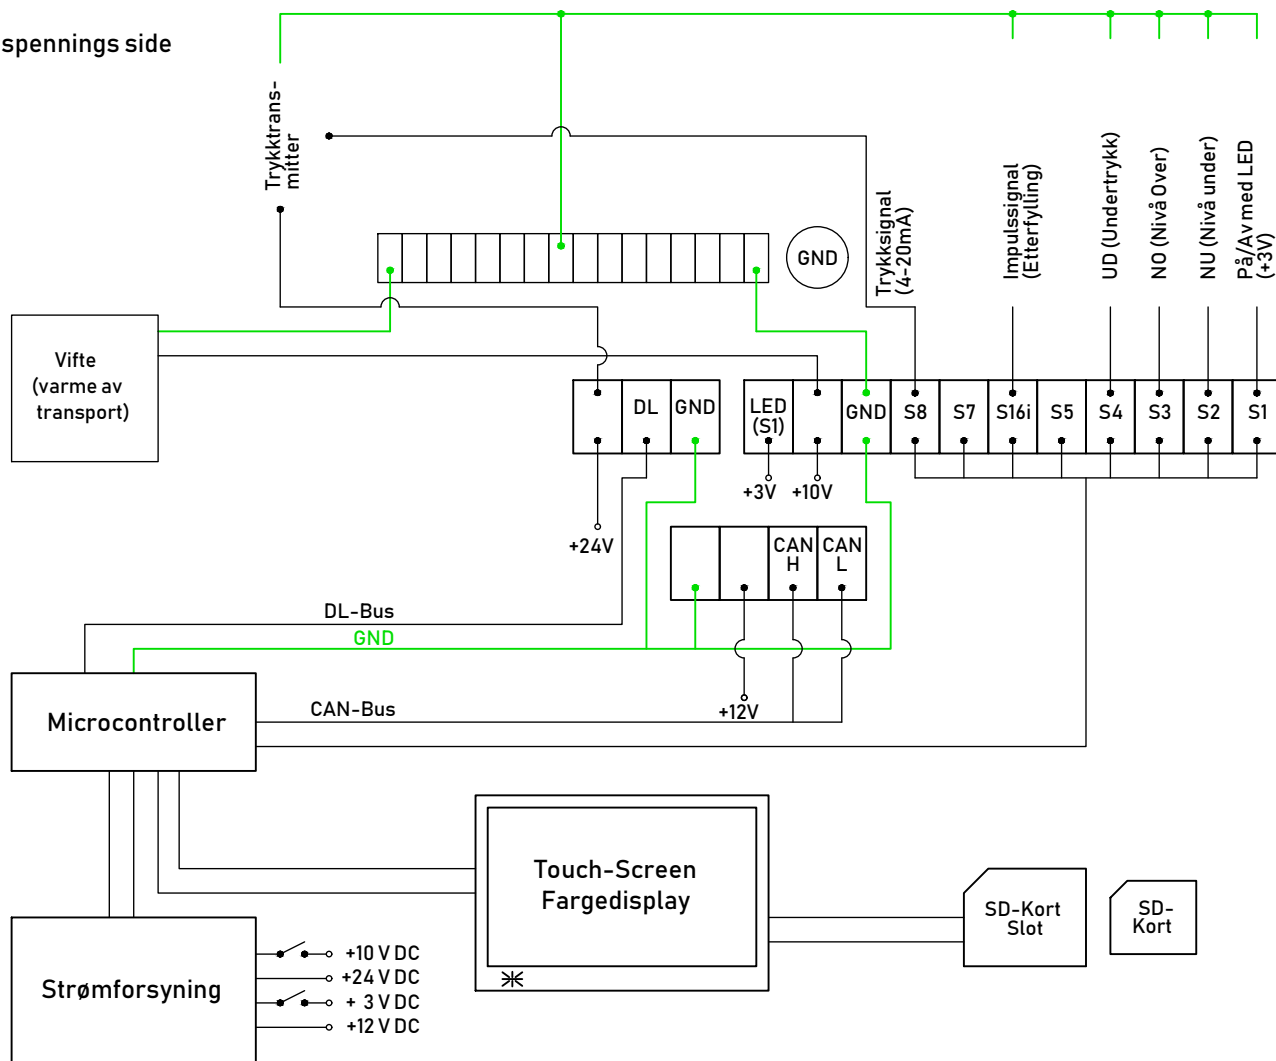 spennings side
Trykktrans-
mitter
GND
Trykksignal
(4-20mA)
Impulssignal
(Etterfylling)
UD (Undertrykk)
NO (Nivå Over)
NU (Nivå under)
På/Av med LED
(+3V)
Vifte
(varme av
transport)
DL
GND
LED
(S1)
GND
S8
S7
S16i
S5
S4
S3
S2
S1
+3V
+10V
+24V
CAN
H
CAN
L
DL-Bus
GND
+12V
CAN-Bus
Microcontroller
Touch-Screen
Fargedisplay
SD-Kort
Slot
SD-
Kort
Strømforsyning
+10 V DC
+24 V DC
+ 3 V DC
+12 V DC